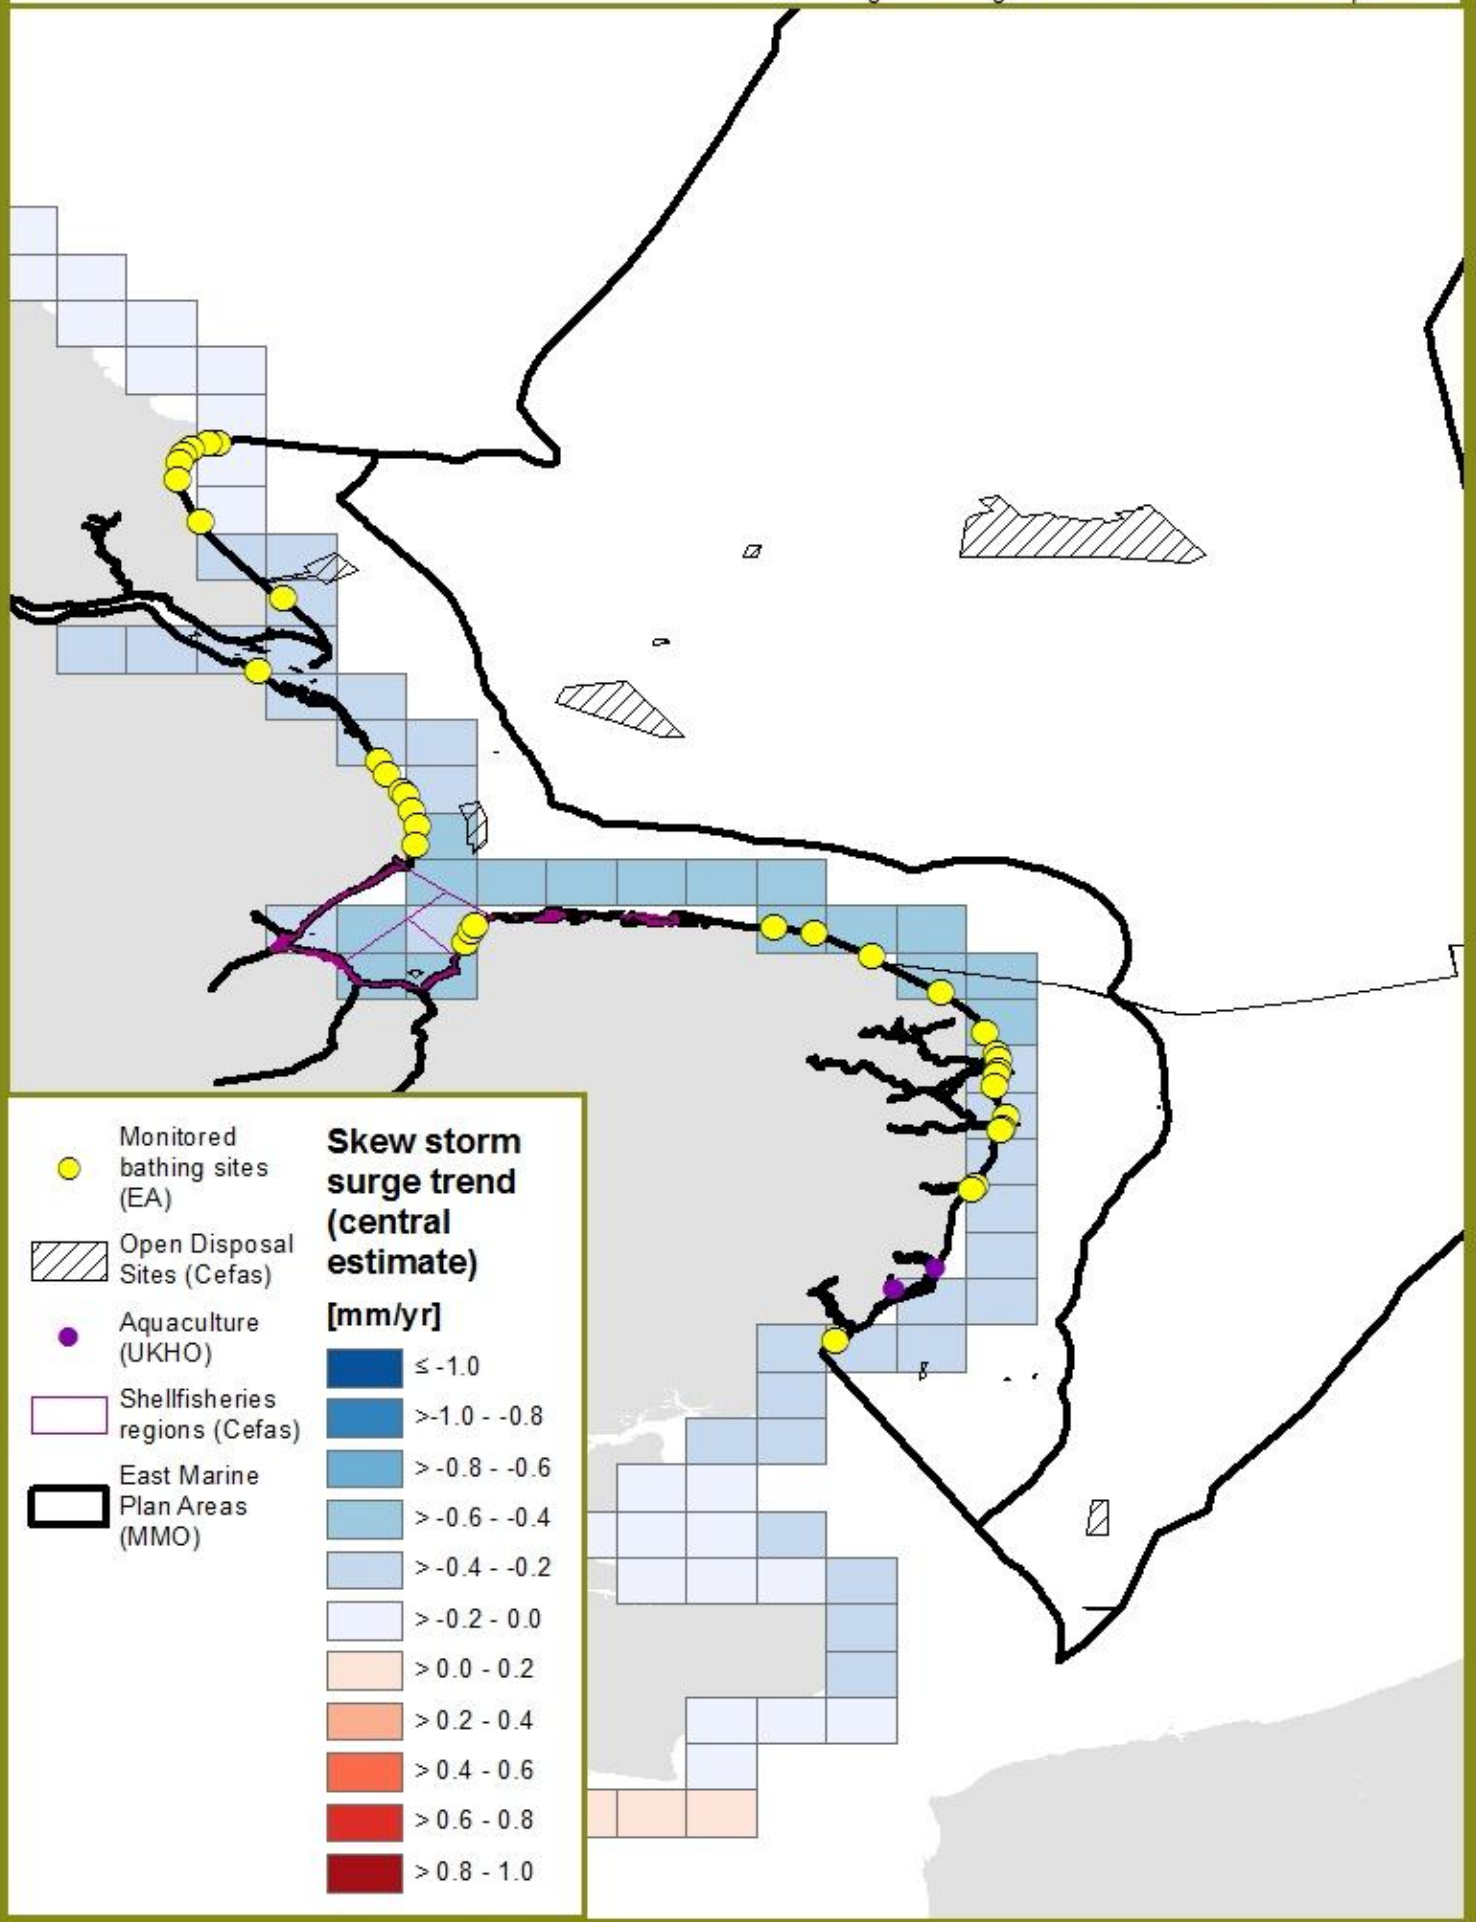 Monitored
bathing sites
(EA)
Open Disposal
Sites (Cefas)
Aquaculture
(UKHO)
Shellfisheries
regions (Cefas)
East Marine
Plan Areas
(MMO)
Skew storm
surge trend
(central
estimate)
[mm/yr]
≤ -1.0
>-1.0 - -0.8
> -0.8 - -0.6
> -0.6 - -0.4
> -0.4 - -0.2
> -0.2 - 0.0
> 0.0 - 0.2
> 0.2 - 0.4
> 0.4 - 0.6
> 0.6 - 0.8
> 0.8 - 1.0